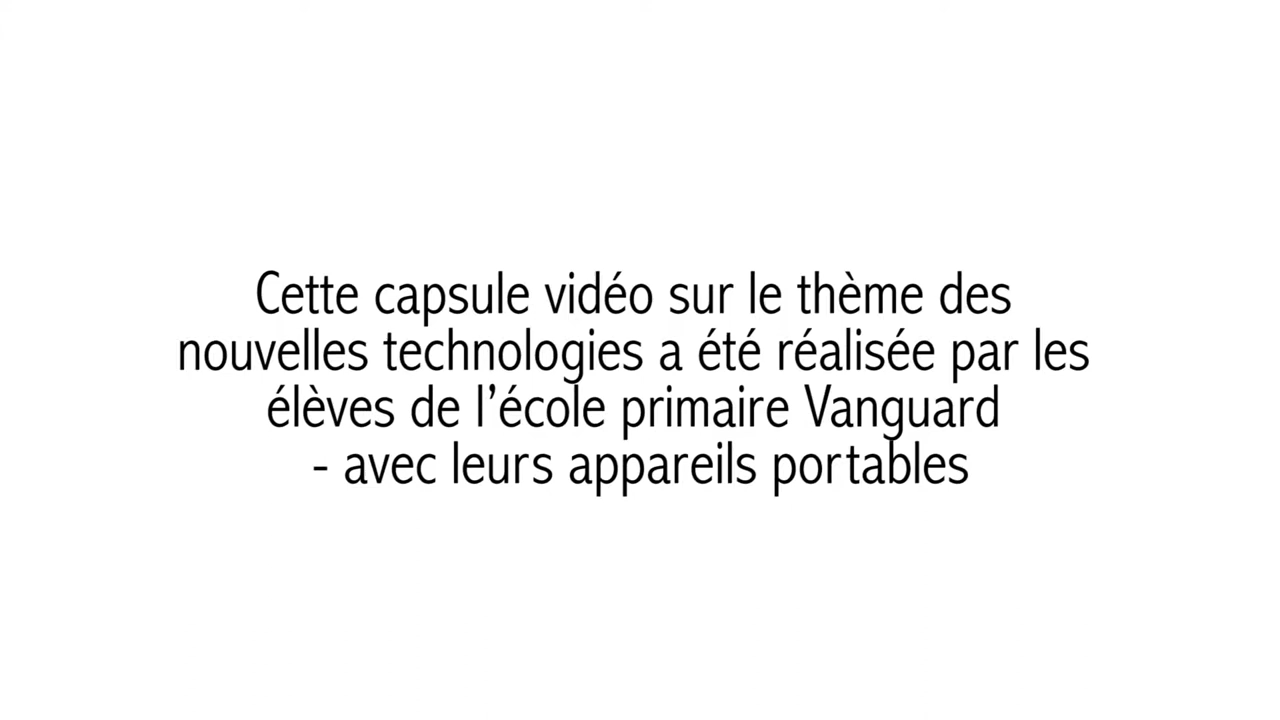 Cette capsule vidéo sur le thème des
nouvelles technologies a été réalisée par les
élèves de l’école primaire Vanguard
- avec leurs appareils portables